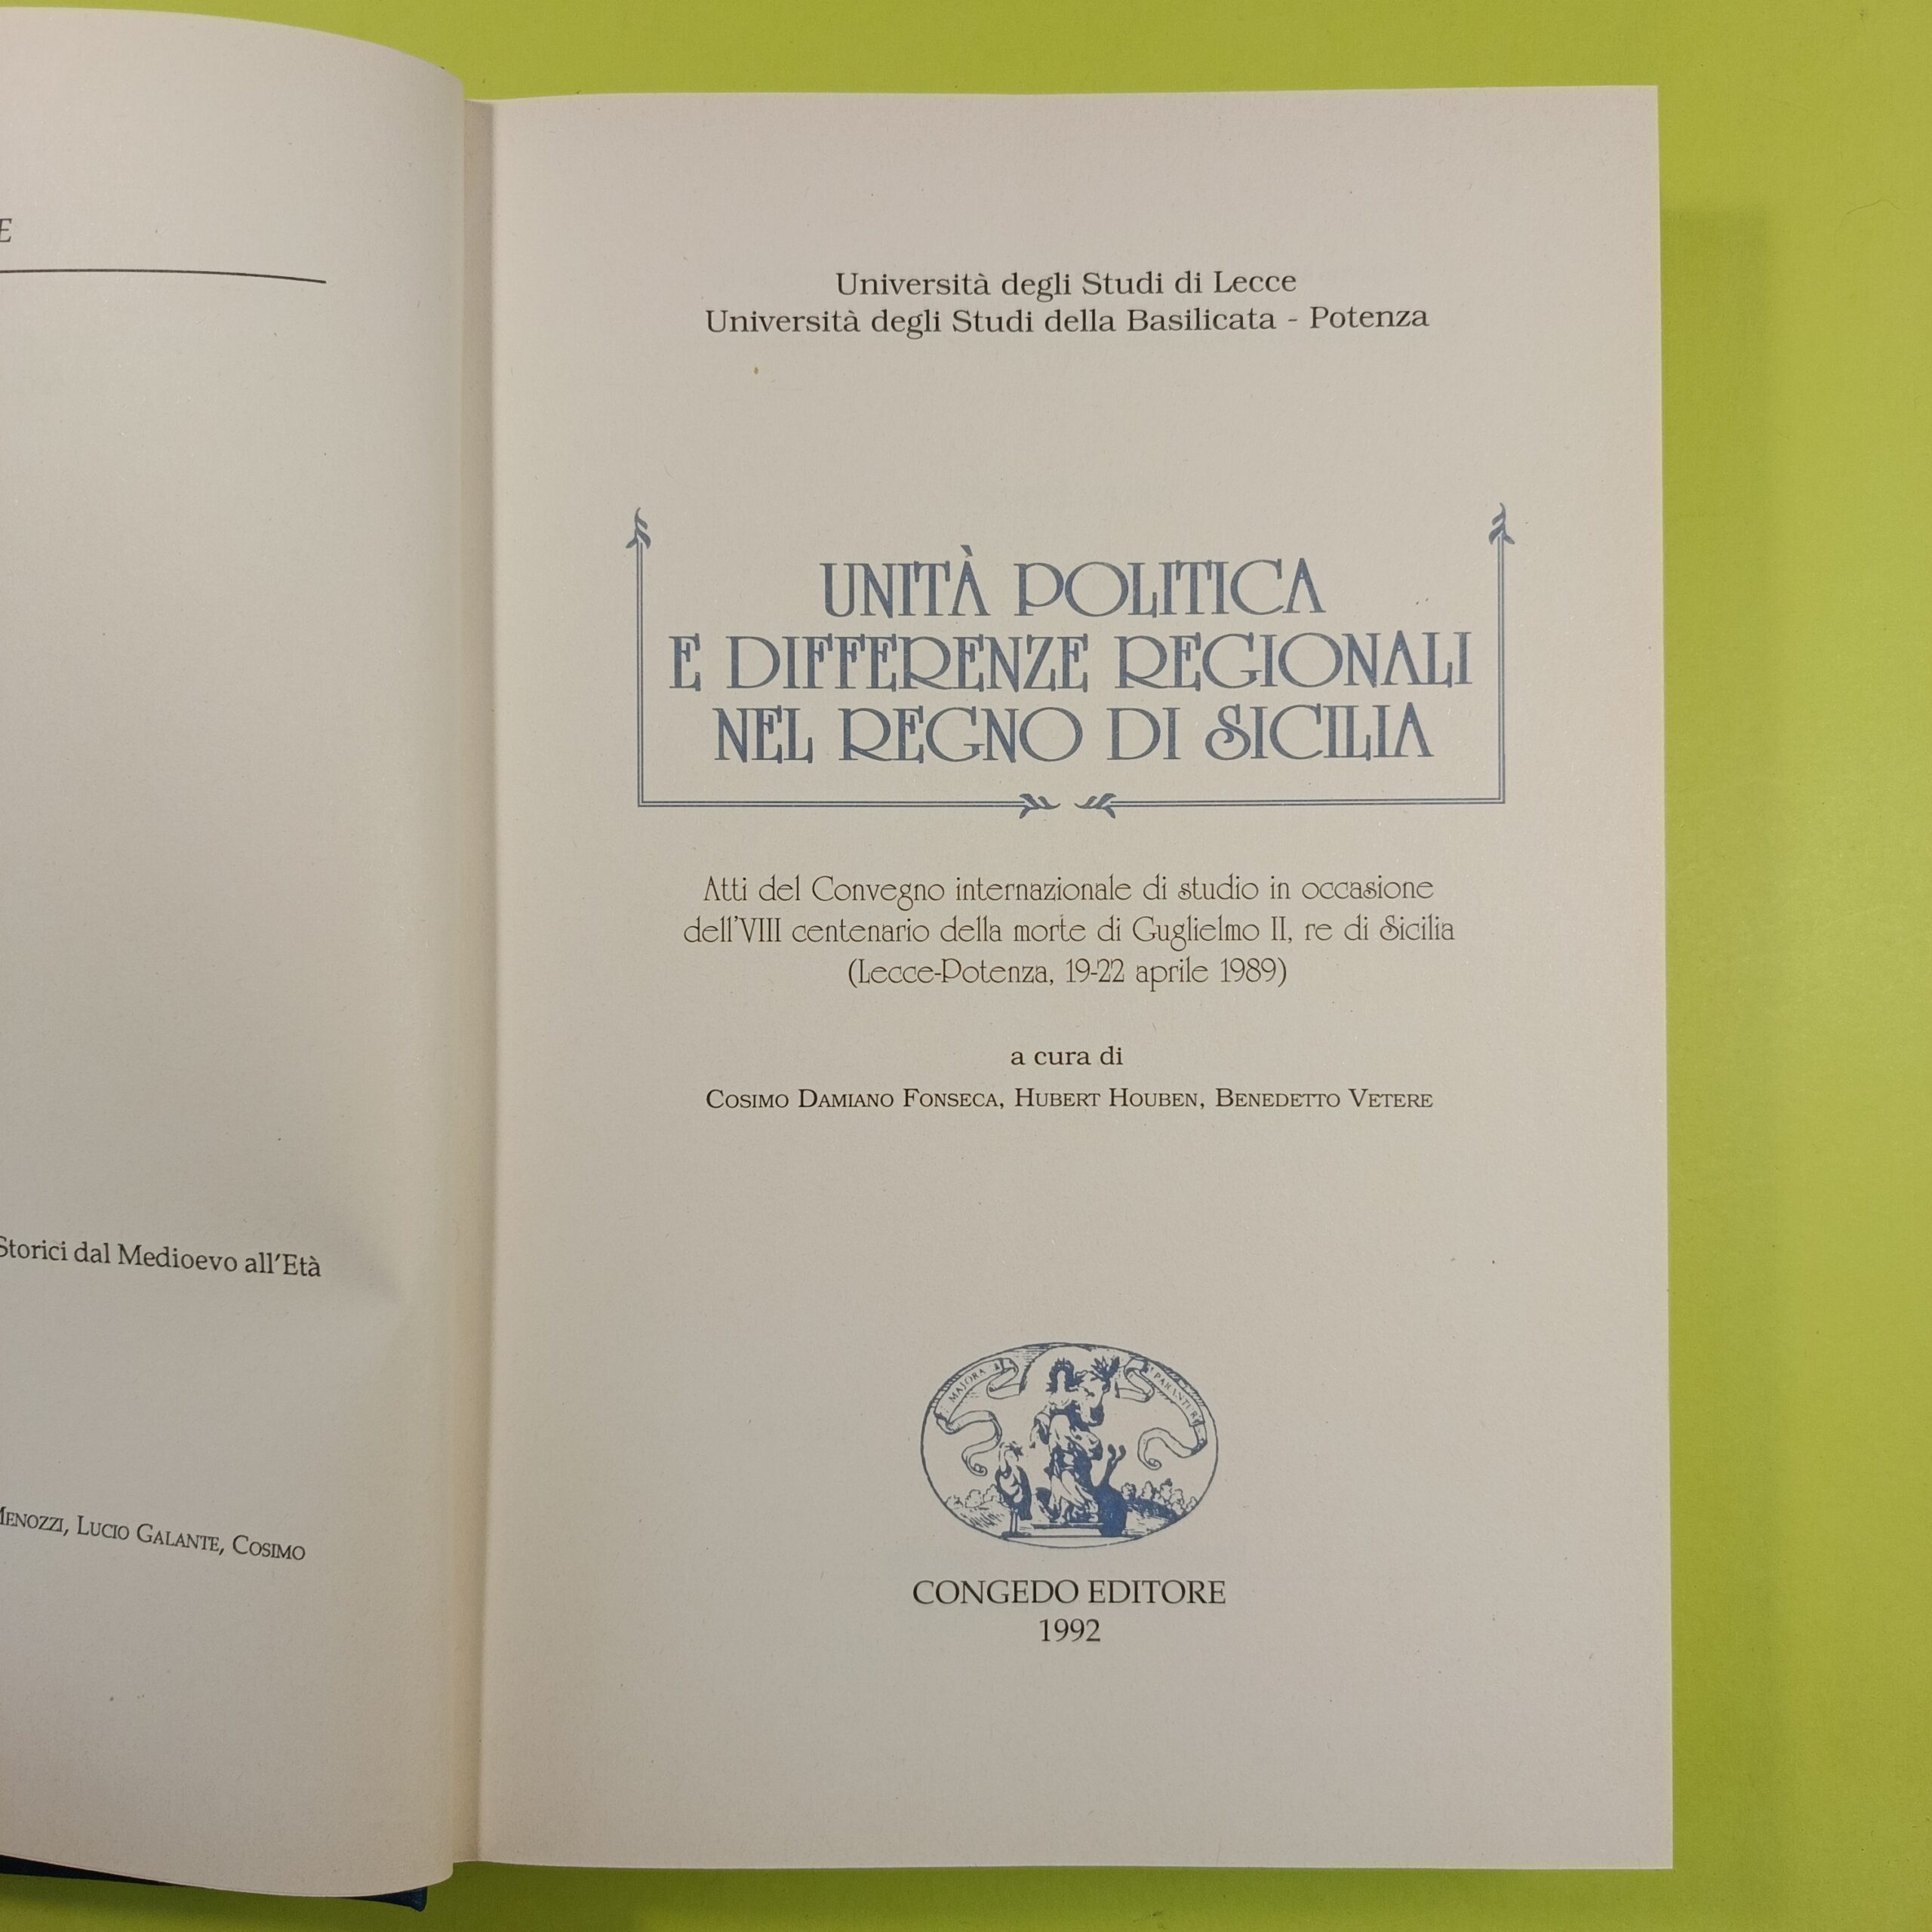 E
Storici dal Medioevo all'Età
Menozzi, Lucio Galante, Cosimo
Università degli Studi di Lecce
Università degli Studi della Basilicata - Potenza
UNITÀ POLITICA
E DIFFERENZE REGIONALI
NEL REGNO DI SICILIA
Atti del Convegno internazionale di studio in occasione
dell'VIII centenario della morte di Guglielmo II, re di Sicilia
(Lecce-Potenza, 19-22 aprile 1989)
a cura di
Cosimo Damiano Fonseca, Hubert Houben, Benedetto Vetere
MAIORA PARANTUR
CONGEDO EDITORE
1992